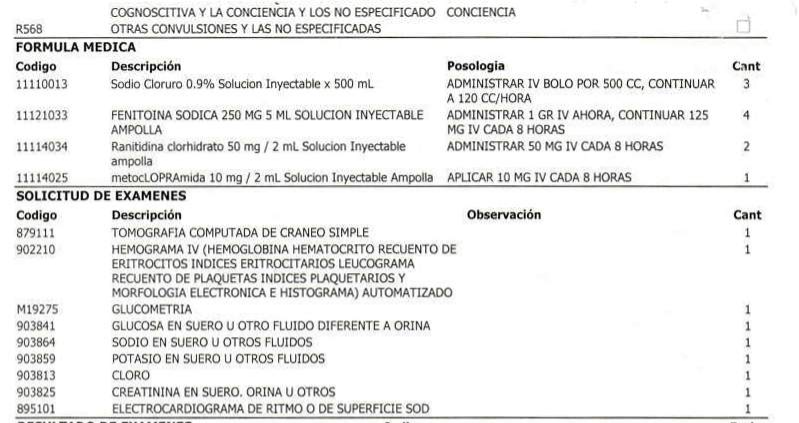 COGNOSCITIVA Y LA CONCIENCIA Y LOS NO ESPECIFICADO CONCIENCIA
R568 OTRAS CONVULSIONES Y LAS NO ESPECIFICADAS
FORMULA MEDICA
Codigo Descripción Posologia Cant
11110013 Sodio Cloruro 0.9% Solucion Inyectable x 500 mL ADMINISTRAR IV BOLO POR 500 CC, CONTINUAR 3
A 120 CC/HORA
11121033 FENITOINA SODICA 250 MG 5 ML SOLUCION INYECTABLE ADMINISTRAR 1 GR IV AHORA, CONTINUAR 125 4
AMPOLLA MG IV CADA 8 HORAS
11114034 Ranitidina clorhidrato 50 mg / 2 mL Solucion Inyectable ADMINISTRAR 50 MG IV CADA 8 HORAS 2
ampolla
11114025 metocLOPRAmida 10 mg / 2 mL Solucion Inyectable Ampolla APLICAR 10 MG IV CADA 8 HORAS 1
SOLICITUD DE EXAMENES
Codigo Descripción Observación Cant
879111 TOMOGRAFIA COMPUTADA DE CRANEO SIMPLE 1
902210 HEMOGRAMA IV (HEMOGLOBINA HEMATOCRITO RECUENTO DE 1
ERITROCITOS INDICES ERITROCITARIOS LEUCOGRAMA
RECUENTO DE PLAQUETAS INDICES PLAQUETARIOS Y
MORFOLOGIA ELECTRONICA E HISTOGRAMA) AUTOMATIZADO
M19275 GLUCOMETRIA 1
903841 GLUCOSA EN SUERO U OTRO FLUIDO DIFERENTE A ORINA 1
903864 SODIO EN SUERO U OTROS FLUIDOS 1
903859 POTASIO EN SUERO U OTROS FLUIDOS 1
903813 CLORO 1
903825 CREATININA EN SUERO. ORINA U OTROS 1
895101 ELECTROCARDIOGRAMA DE RITMO O DE SUPERFICIE SOD 1